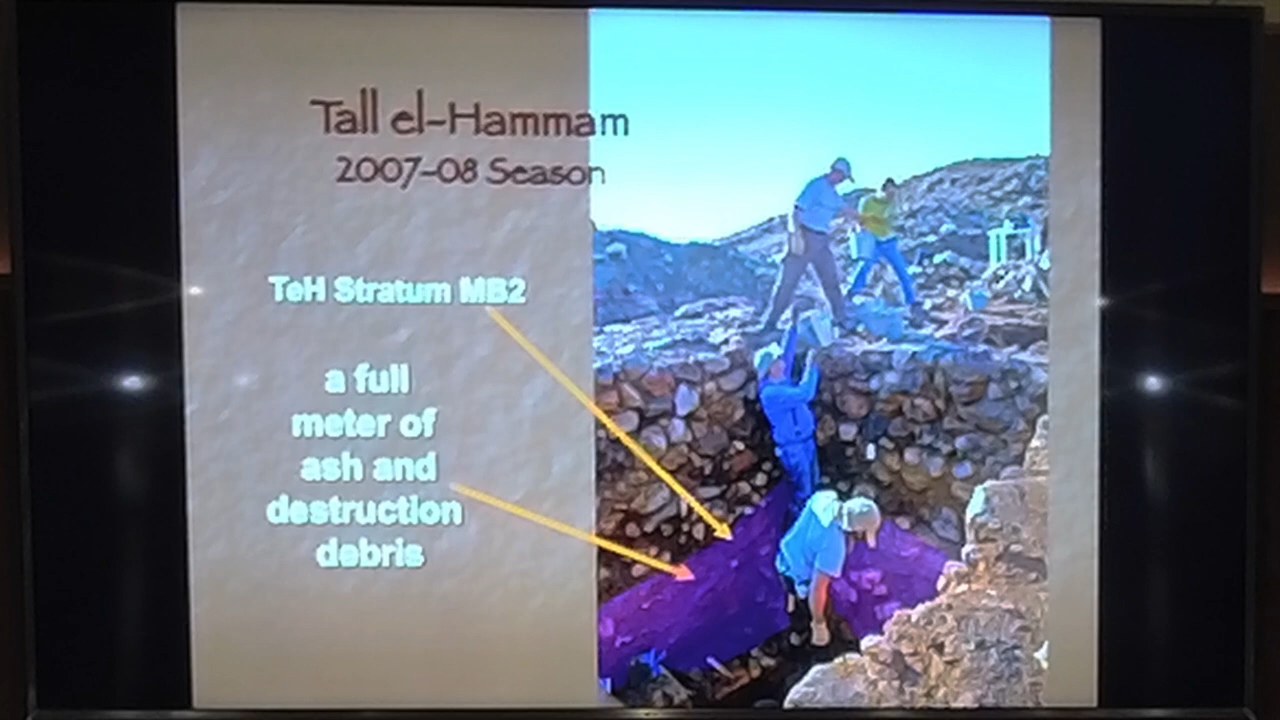 Tall el-Hammam
2007-08 Season
TeH Stratum MB2
a full
meter of
ash and
destruction
debris